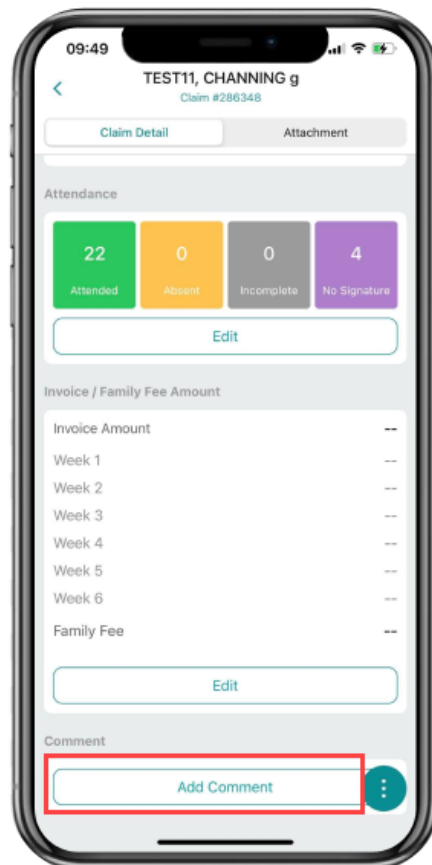 09:49
TEST11, CHANNING g
Claim #286348
Claim Detail Attachment
Attendance
22 0 0 4
Attended Absent Incomplete No Signature
Edit
Invoice / Family Fee Amount
Invoice Amount --
Week 1 --
Week 2 --
Week 3 --
Week 4 --
Week 5 --
Week 6 --
Family Fee --
Edit
Comment
Add Comment